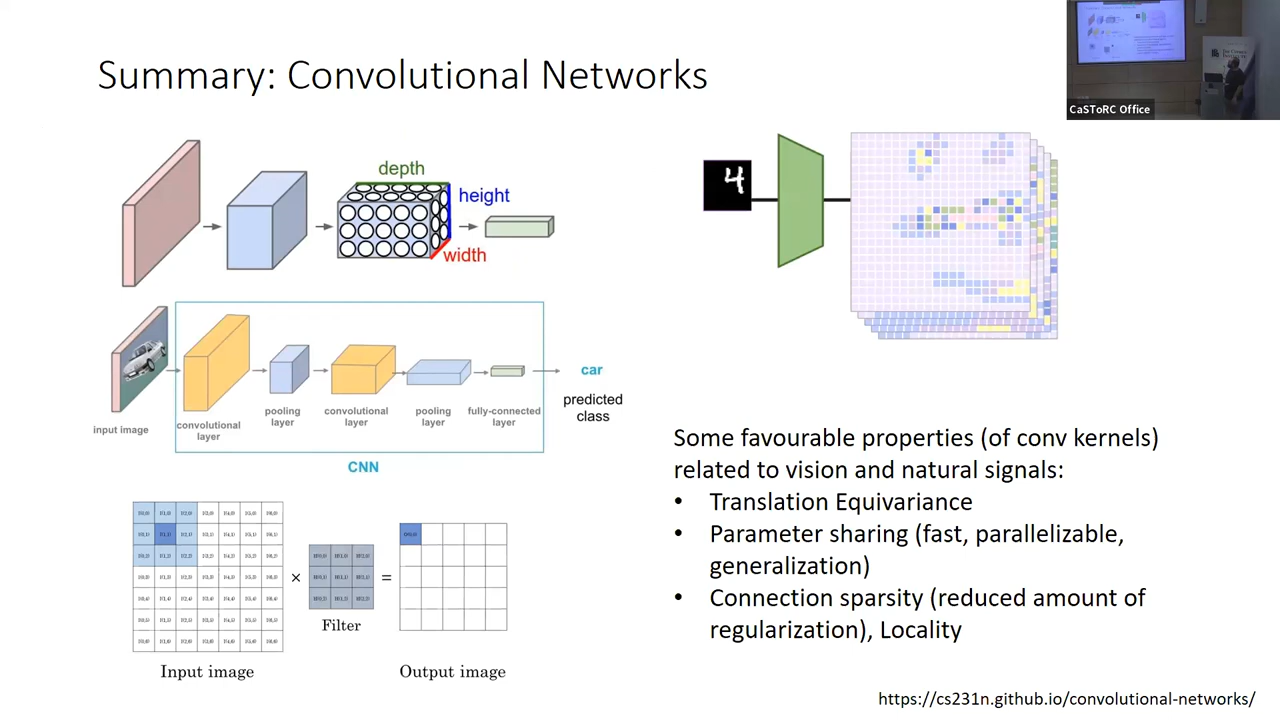 Summary: Convolutional Networks
CaSToRC Office
depth
height
width
4
input image
convolutional
layer
pooling
layer
convolutional
layer
pooling
layer
fully-connected
layer
car
predicted
class
CNN
×
=
Filter
Input image
Output image
Some favourable properties (of conv kernels)
related to vision and natural signals:
• Translation Equivariance
• Parameter sharing (fast, parallelizable,
generalization)
• Connection sparsity (reduced amount of
regularization), Locality
https://cs231n.github.io/convolutional-networks/